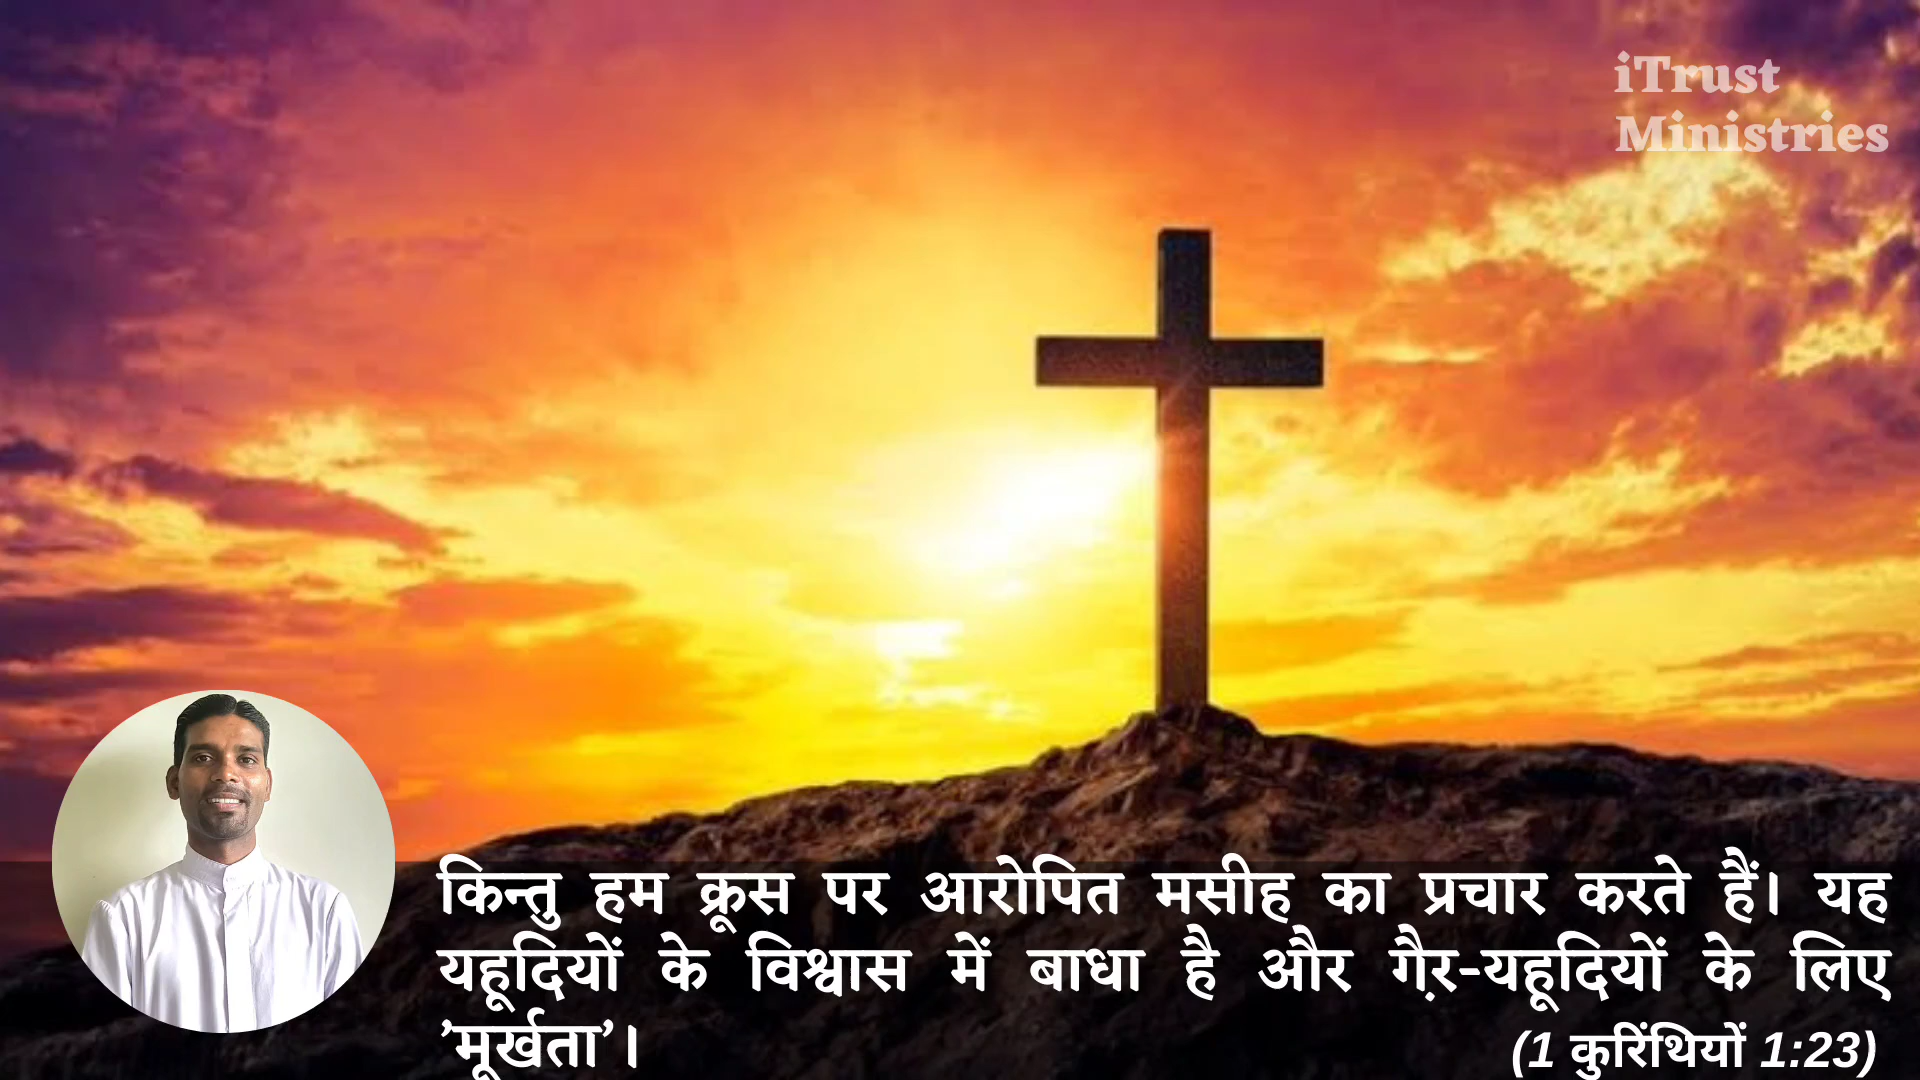 iTrust
Ministries
किन्तु हम क्रूस पर आरोपित मसीह का प्रचार करते हैं। यह
यहूदियों के विश्वास में बाधा है और गै़र-यहूदियों के लिए
’मूर्खता’।
(1 कुरिंथियों 1:23)